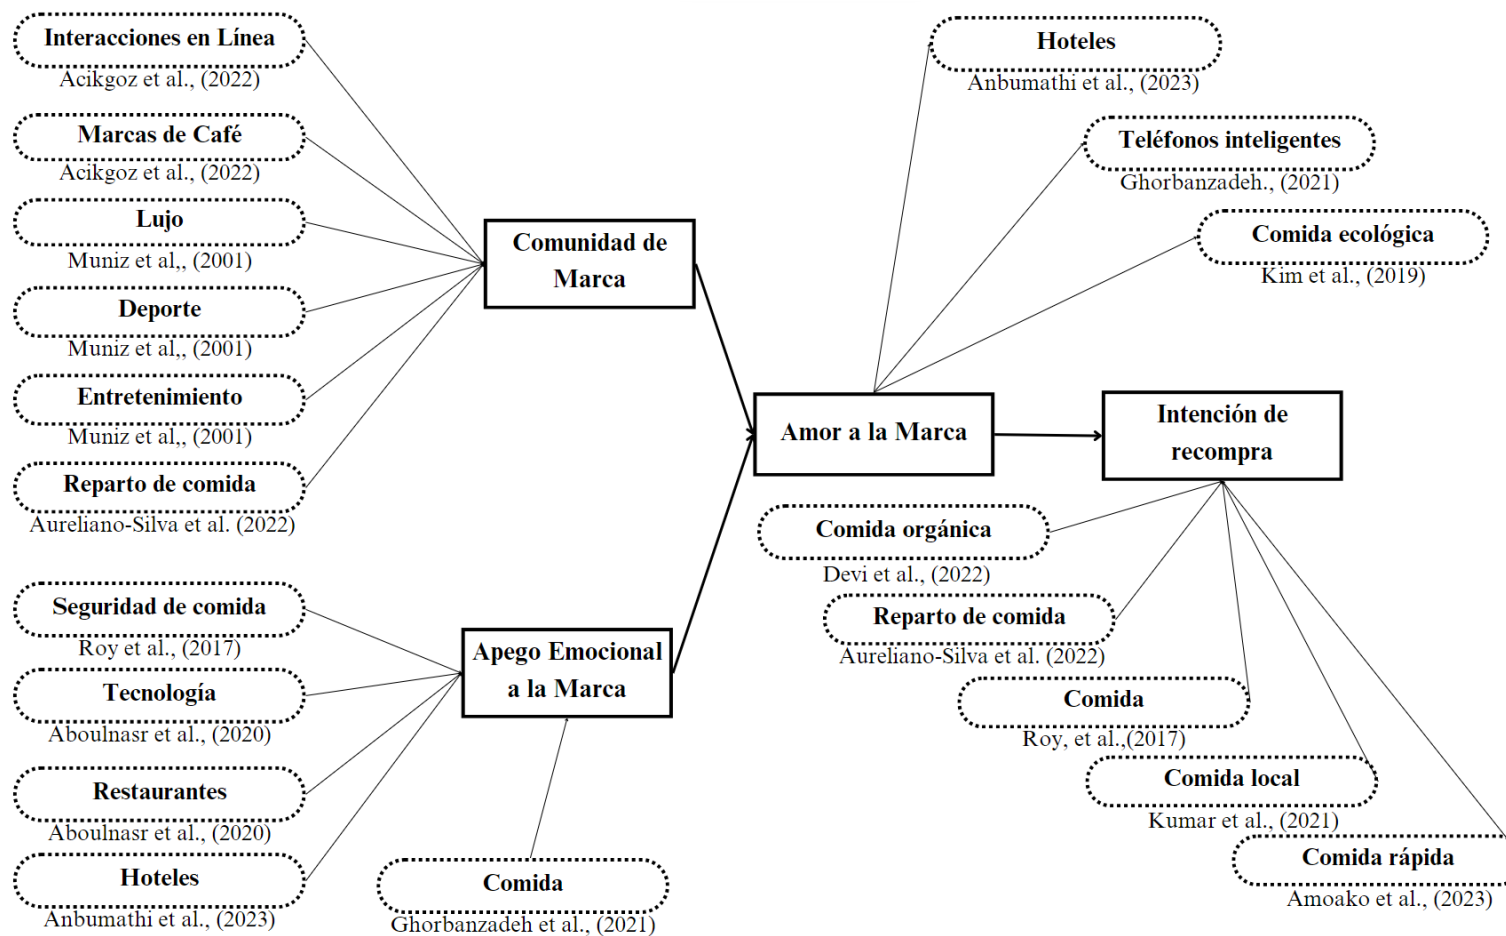 Interacciones en Línea
Acikgoz et al., (2022)
Marcas de Café
Acikgoz et al., (2022)
Lujo
Muniz et al,, (2001)
Deporte
Muniz et al,, (2001)
Entretenimiento
Muniz et al,, (2001)
Reparto de comida
Aureliano-Silva et al. (2022)
Comunidad de
Marca
Seguridad de comida
Roy et al., (2017)
Tecnología
Aboulnasr et al., (2020)
Restaurantes
Aboulnasr et al., (2020)
Hoteles
Anbumathi et al., (2023)
Apego Emocional
a la Marca
Comida
Ghorbanzadeh et al., (2021)
Hoteles
Anbumathi et al., (2023)
Teléfonos inteligentes
Ghorbanzadeh., (2021)
Comida ecológica
Kim et al., (2019)
Amor a la Marca
Intención de
recompra
Comida orgánica
Devi et al., (2022)
Reparto de comida
Aureliano-Silva et al. (2022)
Comida
Roy, et al.,(2017)
Comida local
Kumar et al., (2021)
Comida rápida
Amoako et al., (2023)